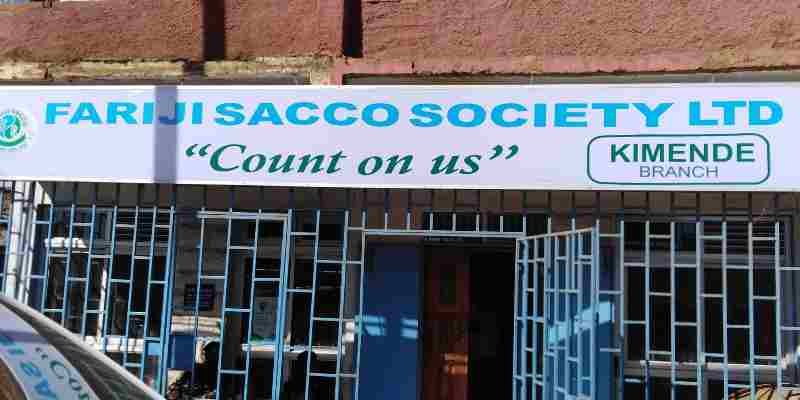 FARIJI SACCO SOCIETY LTD
"Count on us"
KIMENDE
BRANCH